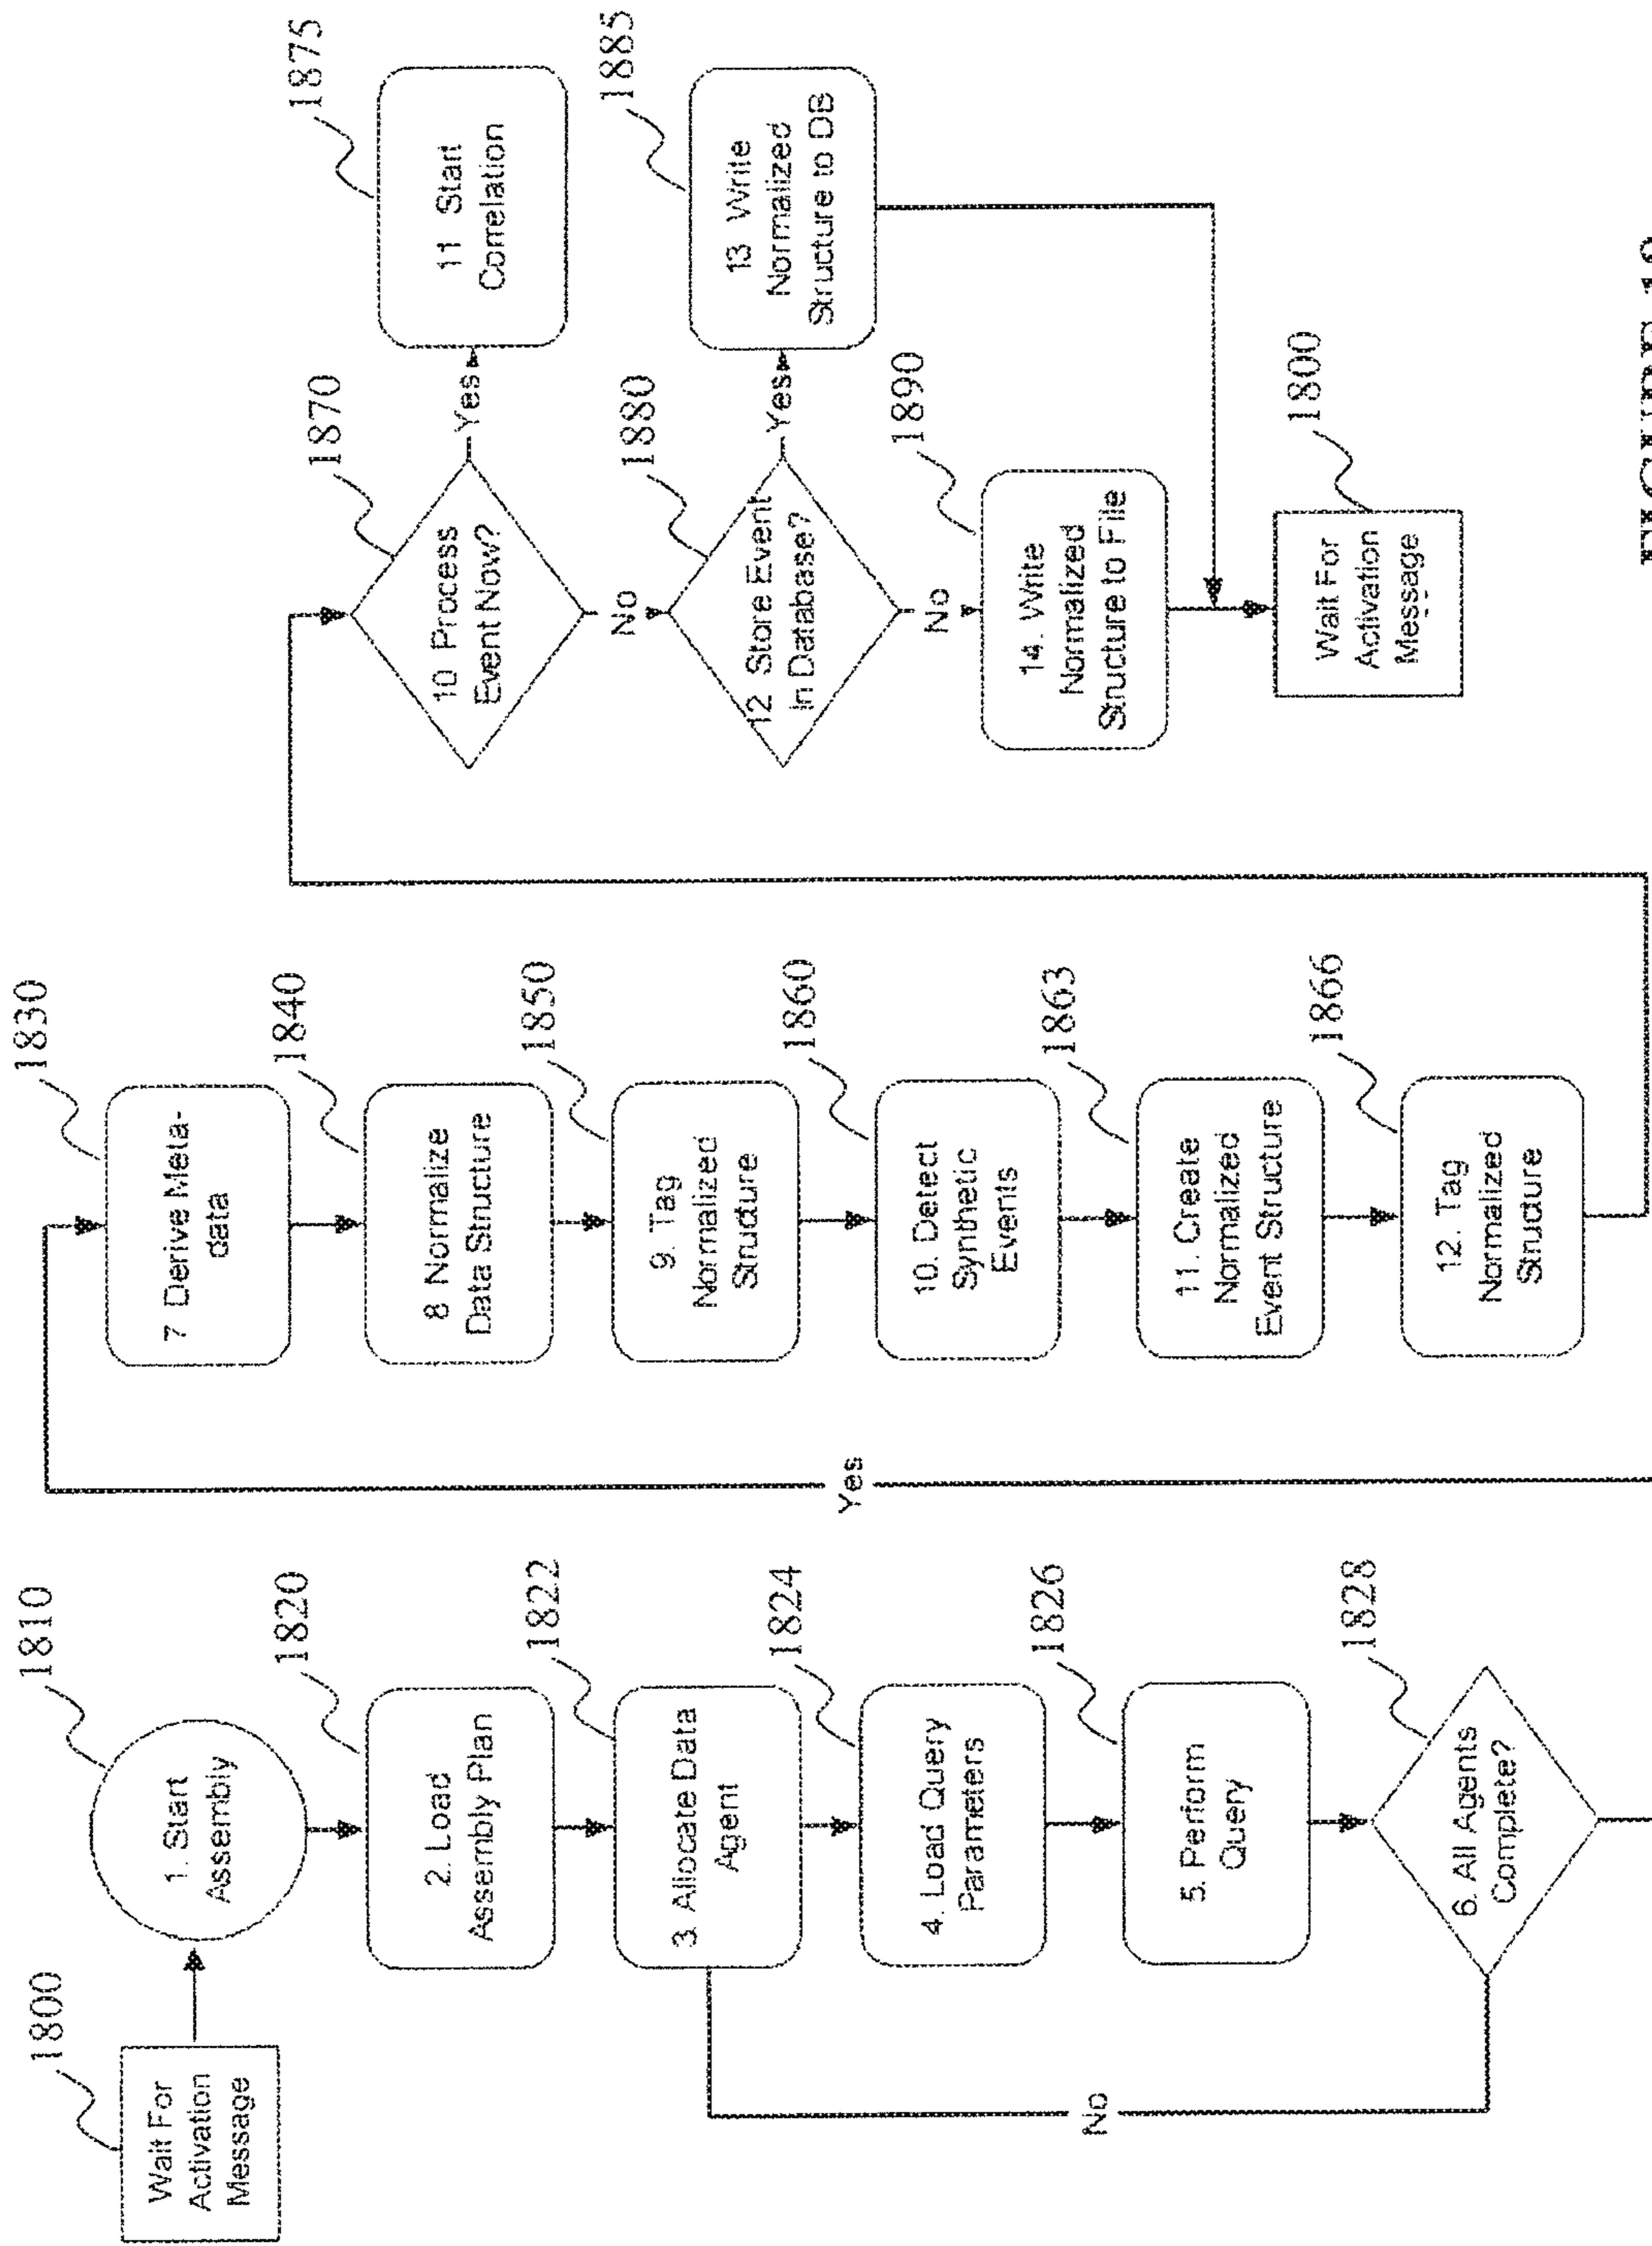 1800
Wait For
Activation
Message
1810
1. Start
Assembly
1820
2. Load
Assembly Plan
1822
3. Allocate Data
Agent
1824
4. Load Query
Parameters
1826
5. Perform
Query
1828
6. All Agents
Complete?
No
Yes
1830
7 Derive Meta-
data
1840
8 Normalize
Data Structure
1850
9. Tag
Normalized
Structure
1860
10. Detect
Synthetic
Events
1863
11. Create
Normalized
Event Structure
1866
12. Tag
Normalized
Structure
1870
10 Process
Event Now?
Yes
1875
11 Start
Correlation
No
1880
12 Store Event
In Database?
Yes
1885
13 Write
Normalized
Structure to DB
No
1890
14. Write
Normalized
Structure to File
1800
Wait For
Activation
Message